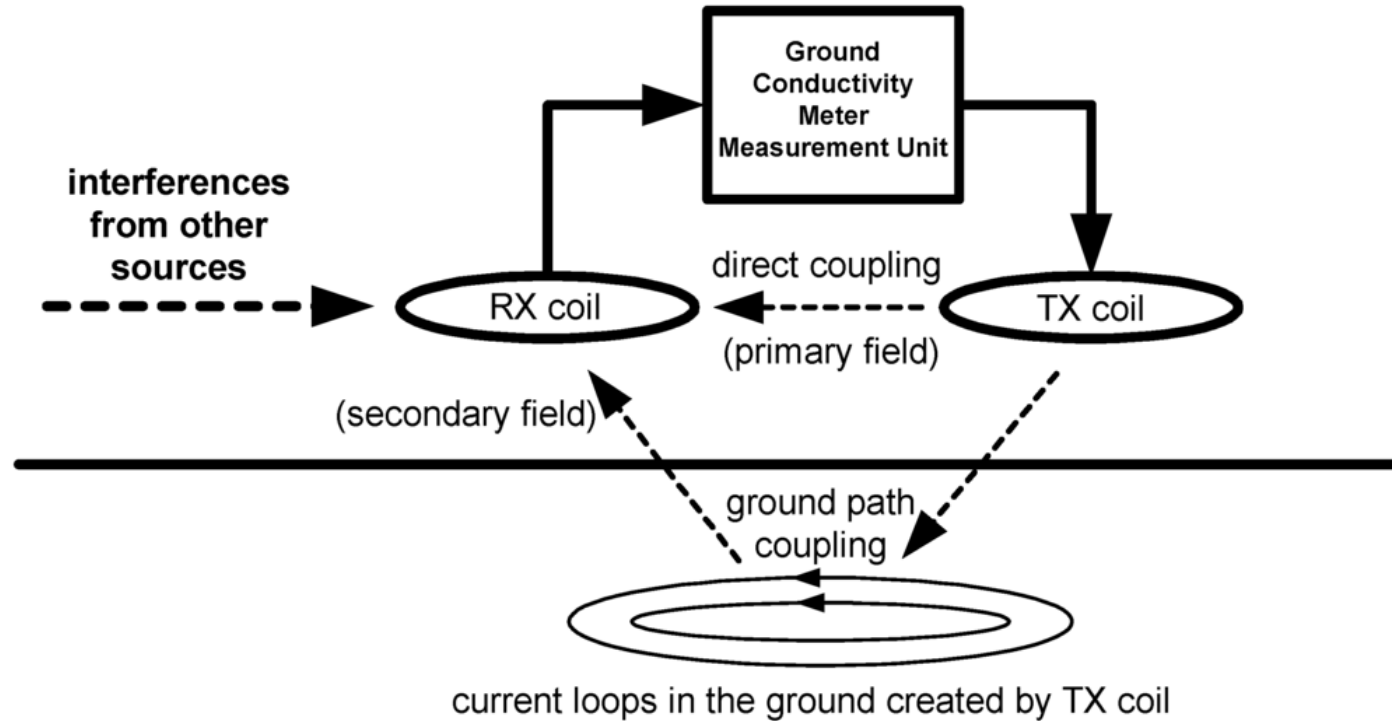 Ground
Conductivity
Meter
Measurement Unit
interferences
from other
sources
direct coupling
RX coil
TX coil
(primary field)
(secondary field)
ground path
coupling
current loops in the ground created by TX coil